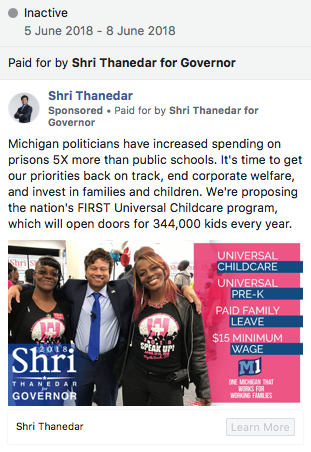 Inactive
5 June 2018 - 8 June 2018
Paid for by Shri Thanedar for Governor
Shri Thanedar
Sponsored • Paid for by Shri Thanedar for
Governor
Michigan politicians have increased spending on
prisons 5X more than public schools. It's time to get
our priorities back on track, end corporate welfare,
and invest in families and children. We're proposing
the nation's FIRST Universal Childcare program,
which will open doors for 344,000 kids every year.
SPEAK UP!
SPEAK UP!
2018
Shri
THANEDAR
for
GOVERNOR
UNIVERSAL
CHILDCARE
UNIVERSAL
PRE-K
PAID FAMILY
LEAVE
$15 MINIMUM
WAGE
M1
ONE MICHIGAN THAT
WORKS FOR
WORKING FAMILIES
Shri Thanedar
Learn More